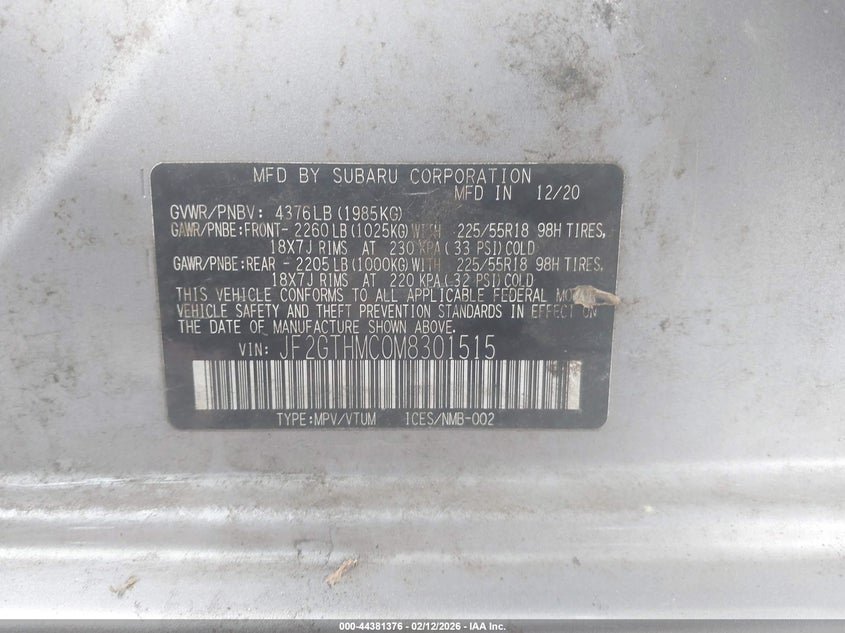 MFD BY SUBARU CORPORATION
MFD IN 12/20
GVWR/PNBV: 4376LB(1985KG)
GAWR/PNBE:FRONT- 2260LB(1025KG)WITH 225/55R18 98H TIRES,
18X7J RIMS AT 230 KPA(33 PSI)COLD
GAWR/PNBE:REAR - 2205LB(1000KG)WITH 225/55R18 98H TIRES,
18X7J RIMS AT 220 KPA(32 PSI)COLD
THIS VEHICLE CONFORMS TO ALL APPLICABLE FEDERAL MOTOR
VEHICLE SAFETY AND THEFT PREVENTION STANDARDS IN EFFECT ON
THE DATE OF MANUFACTURE SHOWN ABOVE.
VIN: JF2GTHMC0M8301515
TYPE:MPV/VTUM ICES/NMB-002
000-44381376 - 02/12/2026 - IAA Inc.